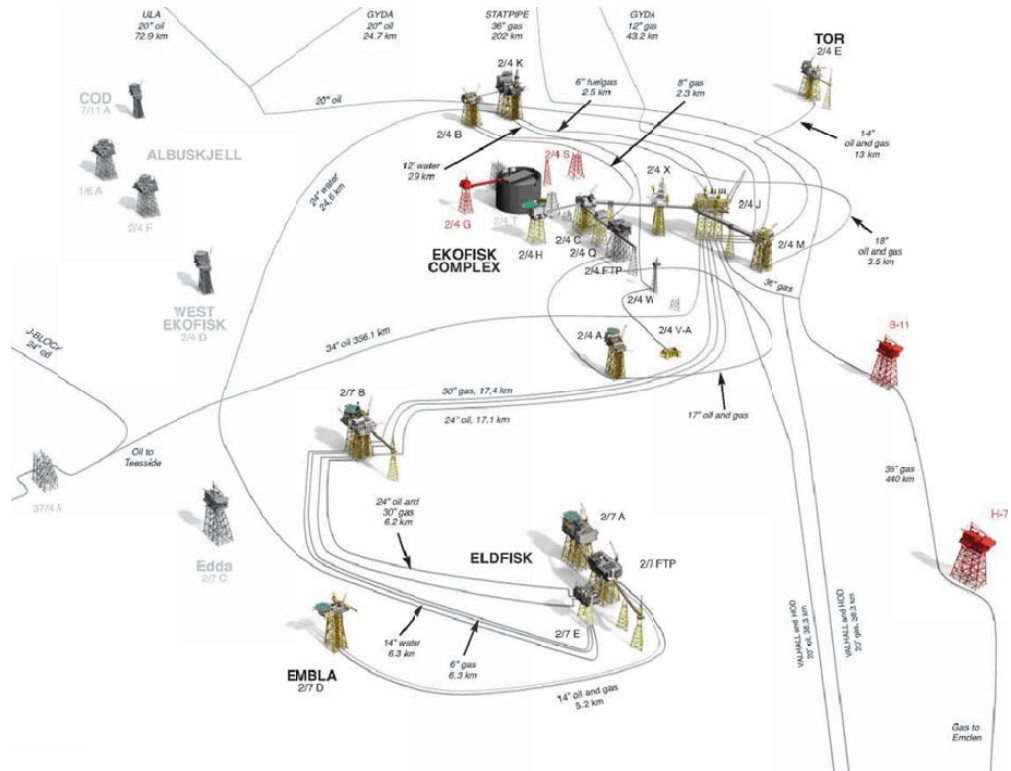 ULA
20" oil
72.9 km
GYDA
20" oil
24.7 km
STATPIPE
36" gas
202 km
GYDA
12" gas
43.2 km
TOR
2/4 E
2/4 K
6" fuelgas
2.5 km
8" gas
2.3 km
COD
7/11 A
20" oil
2/4 B
14"
oil and gas
13 km
ALBUSKJELL
1/6 A
2/4 F
12' water
29 km
2/4 S
2/4 X
24" water
24,6 km
2/4 G
2/4 T
2/4 J
2/4 H
2/4 C
2/4 Q
2/4 FTP
2/4 M
EKOFISK
COMPLEX
18"
oil and gas
3.5 km
36" gas
2/4 W
WEST
EKOFISK
2/4 D
2/4 A
2/4 V-A
B-11
J-BLOCK
24" oil
34" oil 356.1 km
2/7 B
30" gas, 17,4 km
24" oil, 17.1 km
17" oil and gas
Oil to
Teesside
37/4 A
36" gas
440 km
24" oil and
30" gas
6.2 km
2/7 A
H-7
ELDFISK
2/7 FTP
Edda
2/7 C
2/7 E
VALHALL and HOD
20" oil, 38.3 km
VALHALL and HOD
20" gas, 38.3 km
14" water
6.3 km
6" gas
6.3 km
EMBLA
2/7 D
14" oil and gas
5.2 km
Gas to
Emden